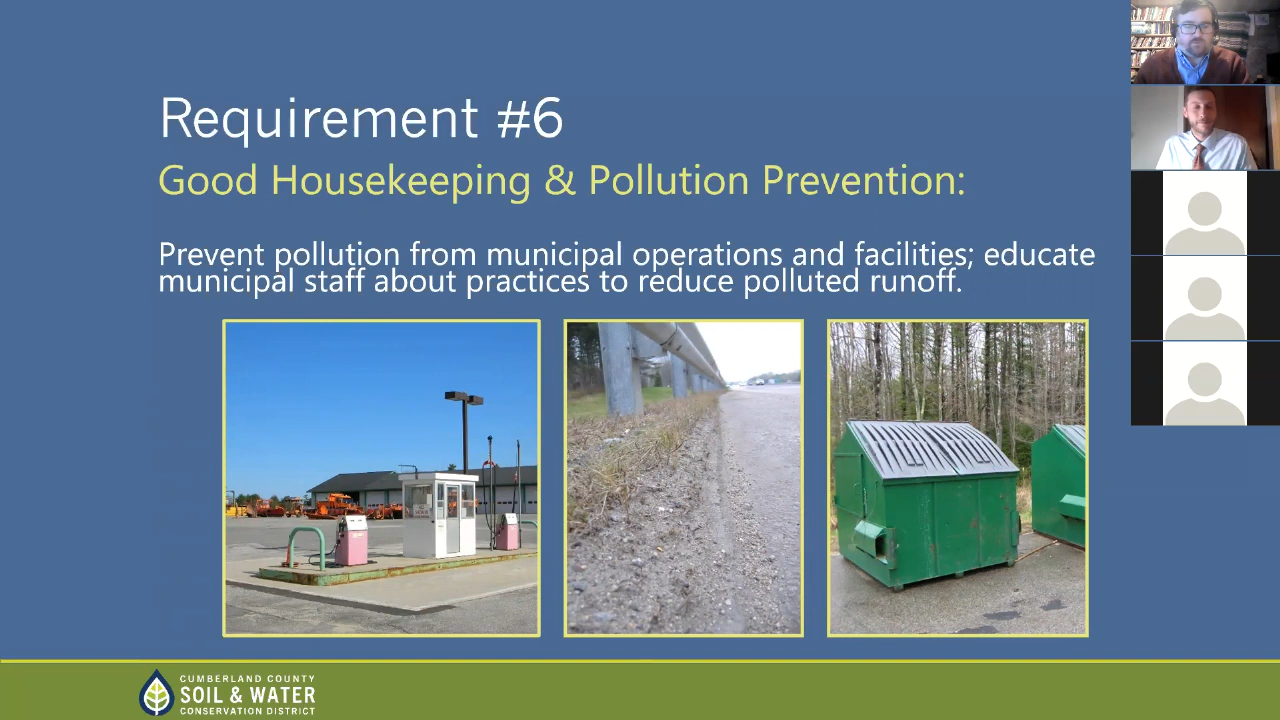 Requirement #6
Good Housekeeping & Pollution Prevention:
Prevent pollution from municipal operations and facilities; educate
municipal staff about practices to reduce polluted runoff.
CUMBERLAND COUNTY
SOIL & WATER
CONSERVATION DISTRICT